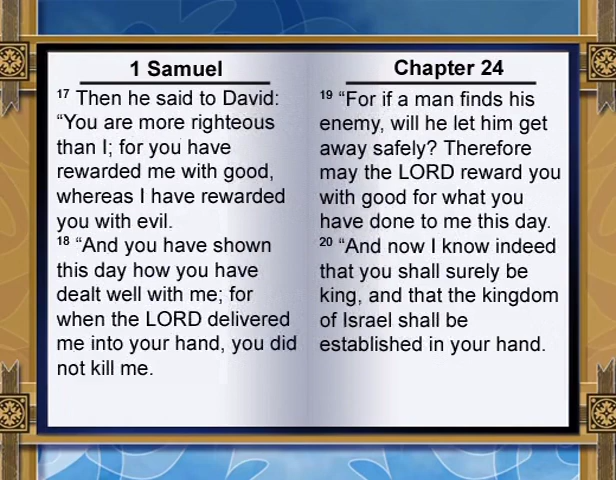 1 Samuel
17 Then he said to David:
“You are more righteous
than I; for you have
rewarded me with good,
whereas I have rewarded
you with evil.
18 “And you have shown
this day how you have
dealt well with me; for
when the LORD delivered
me into your hand, you did
not kill me.
Chapter 24
19 “For if a man finds his
enemy, will he let him get
away safely? Therefore
may the LORD reward you
with good for what you
have done to me this day.
20 “And now I know indeed
that you shall surely be
king, and that the kingdom
of Israel shall be
established in your hand.